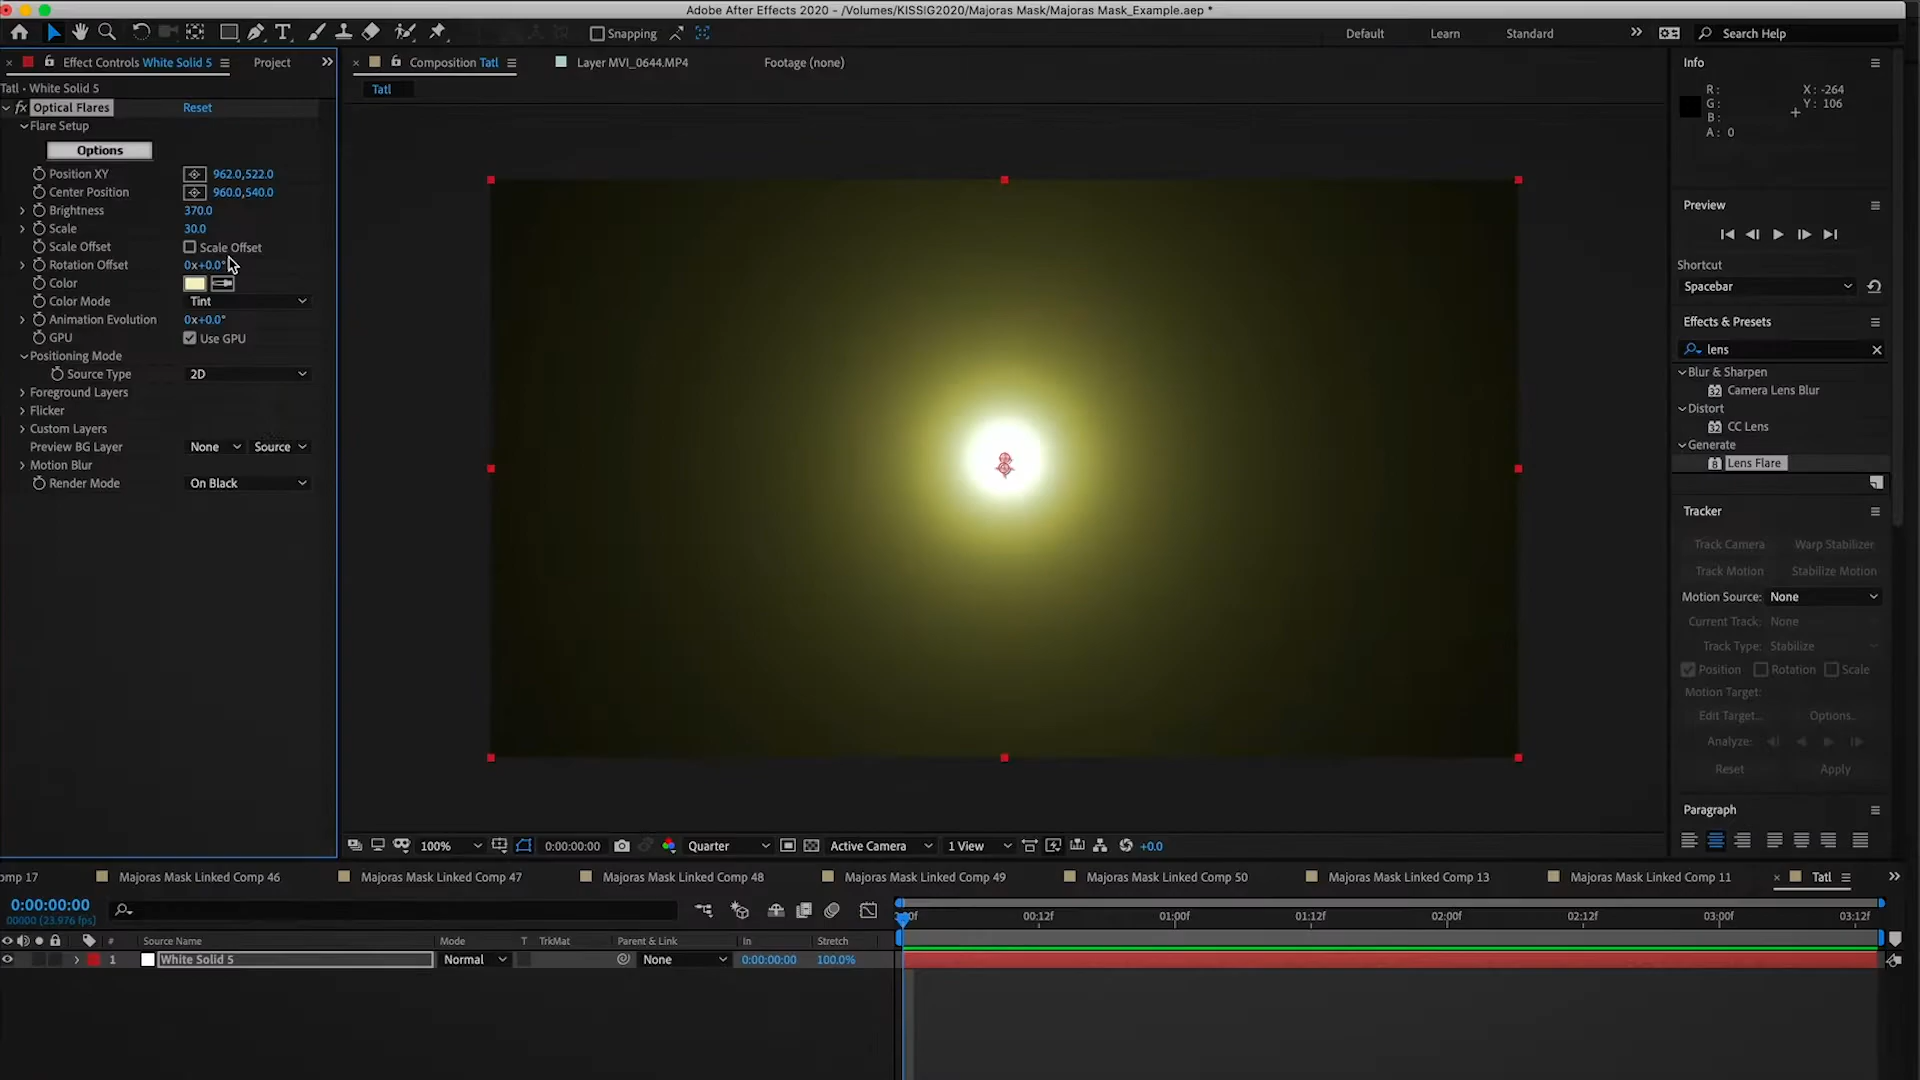 Adobe After Effects 2020 - /Volumes/KISSIG2020/Majoras Mask/Majoras Mask_Example.aep *
Snapping
Default
Learn
Standard
Search Help
Effect Controls White Solid 5
Project
Composition Tatl
Layer MVI_0644.MP4
Footage (none)
Tatl
Tatl • White Solid 5
fx Optical Flares
Reset
Flare Setup
Options
Position XY 962.0,522.0
Center Position 960.0,540.0
Brightness 370.0
Scale 30.0
Scale Offset Scale Offset
Rotation Offset 0x+0.0°
Color
Color Mode Tint
Animation Evolution 0x+0.0°
GPU Use GPU
Positioning Mode
Source Type 2D
Foreground Layers
Flicker
Custom Layers
Preview BG Layer None Source
Motion Blur
Render Mode On Black
Info
R:
G:
B:
A: 0
X: -264
Y: 106
Preview
Shortcut
Spacebar
Effects & Presets
lens
Blur & Sharpen
32 Camera Lens Blur
Distort
32 CC Lens
Generate
8 Lens Flare
Tracker
Track Camera
Warp Stabilizer
Track Motion
Stabilize Motion
Motion Source: None
Current Track: None
Track Type: Stabilize
Position Rotation Scale
Motion Target:
Edit Target...
Options...
Analyze:
Reset
Apply
Paragraph
100%
0:00:00:00
Quarter
Active Camera
1 View
+0.0
omp 17
Majoras Mask Linked Comp 46
Majoras Mask Linked Comp 47
Majoras Mask Linked Comp 48
Majoras Mask Linked Comp 49
Majoras Mask Linked Comp 50
Majoras Mask Linked Comp 13
Majoras Mask Linked Comp 11
Tatl
0:00:00:00
00000 (23.976 fps)
00:12f
01:00f
01:12f
02:00f
02:12f
03:00f
03:12f
#
Source Name
Mode
T
TrkMat
Parent & Link
In
Stretch
1
White Solid 5
Normal
None
0:00:00:00
100.0%